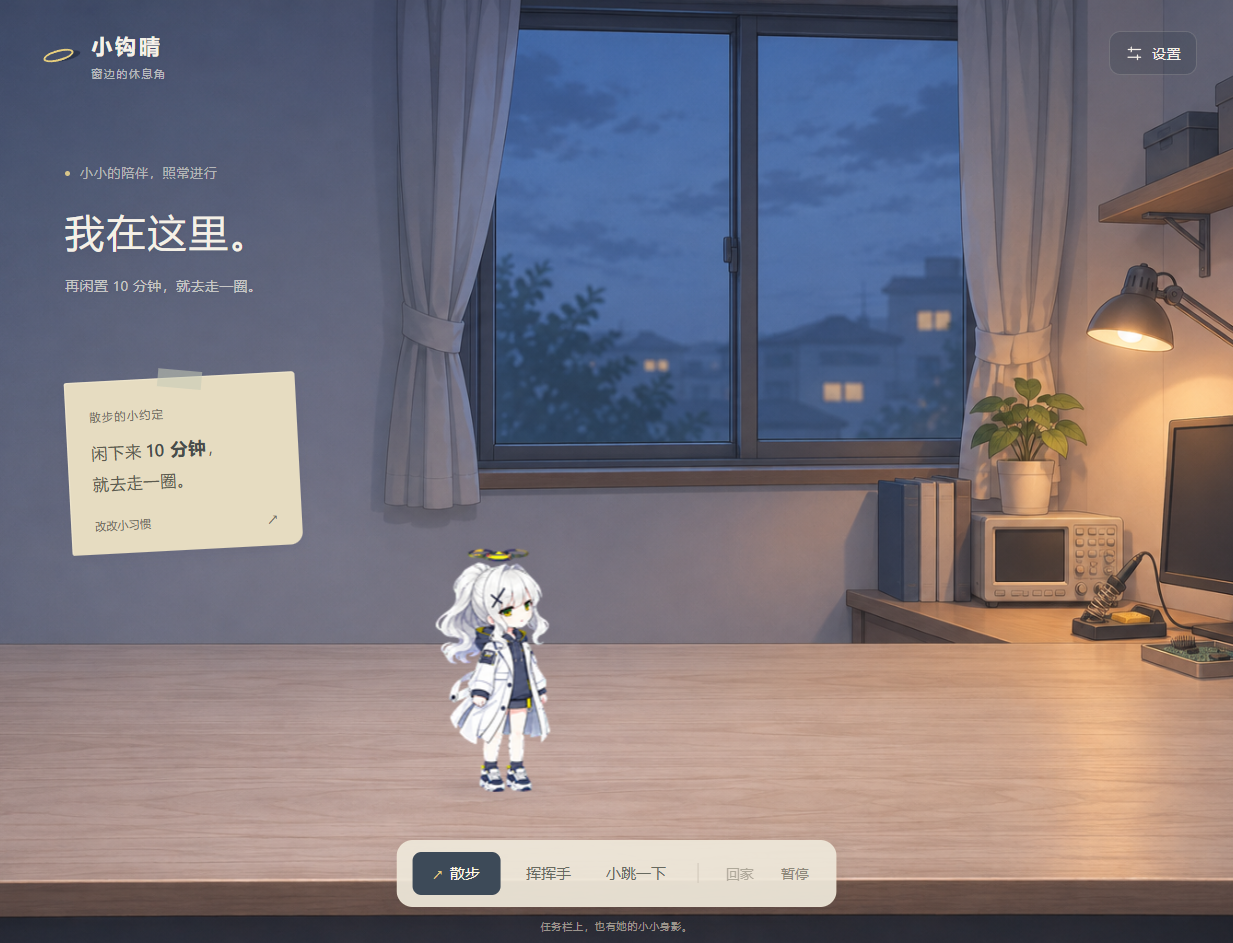 小钩晴
窗边的休息角
设置
小小的陪伴，照常进行
我在这里。
再闲置 10 分钟，就去走一圈。
散步的小约定
闲下来 10 分钟，
就去走一圈。
改改小习惯 ↗
↗ 散步 挥挥手 小跳一下 回家 暂停
任务栏上，也有她的小小身影。